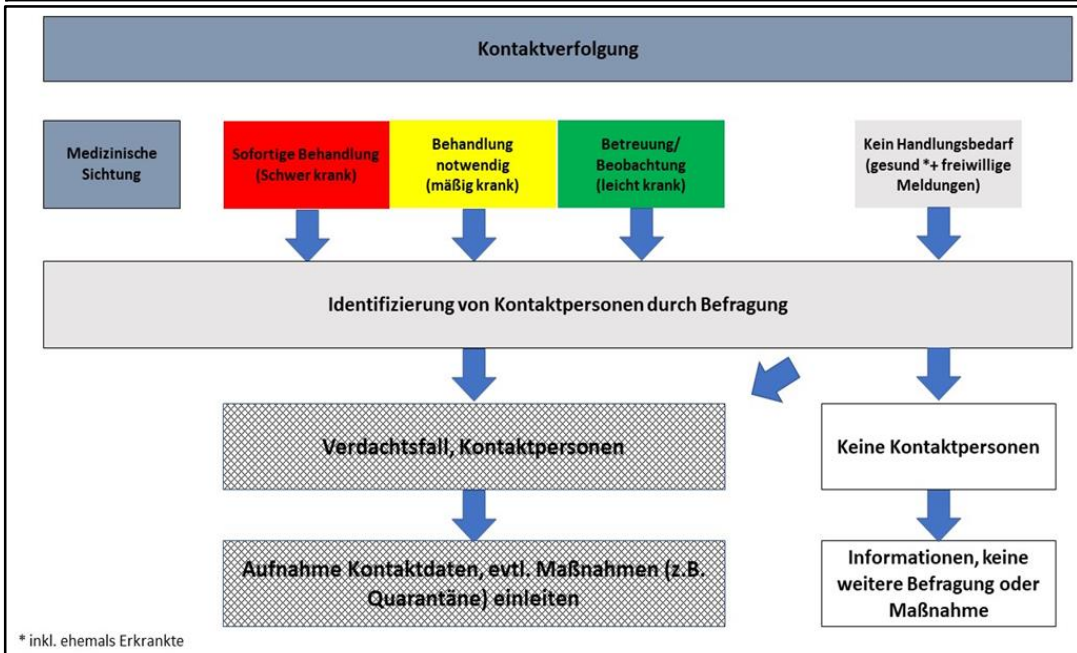 Kontaktverfolgung
Medizinische
Sichtung
Sofortige Behandlung
(Schwer krank)
Behandlung
notwendig
(mäßig krank)
Betreuung/
Beobachtung
(leicht krank)
Kein Handlungsbedarf
(gesund *+ freiwillige
Meldungen)
Identifizierung von Kontaktpersonen durch Befragung
Verdachtsfall, Kontaktpersonen
Keine Kontaktpersonen
Aufnahme Kontaktdaten, evtl. Maßnahmen (z.B.
Quarantäne) einleiten
Informationen, keine
weitere Befragung oder
Maßnahme
* inkl. ehemals Erkrankte